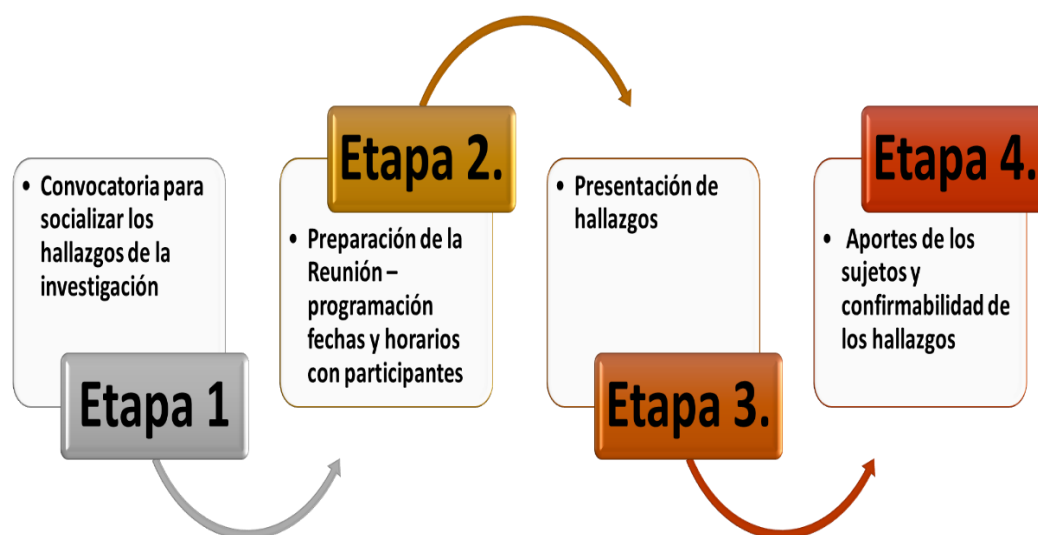 • Convocatoria para
socializar los
hallazgos de la
investigación
Etapa 1
Etapa 2.
• Preparación de la
Reunión –
programación
fechas y horarios
con participantes
• Presentación de
hallazgos
Etapa 3.
Etapa 4.
• Aportes de los
sujetos y
confirmabilidad de
los hallazgos